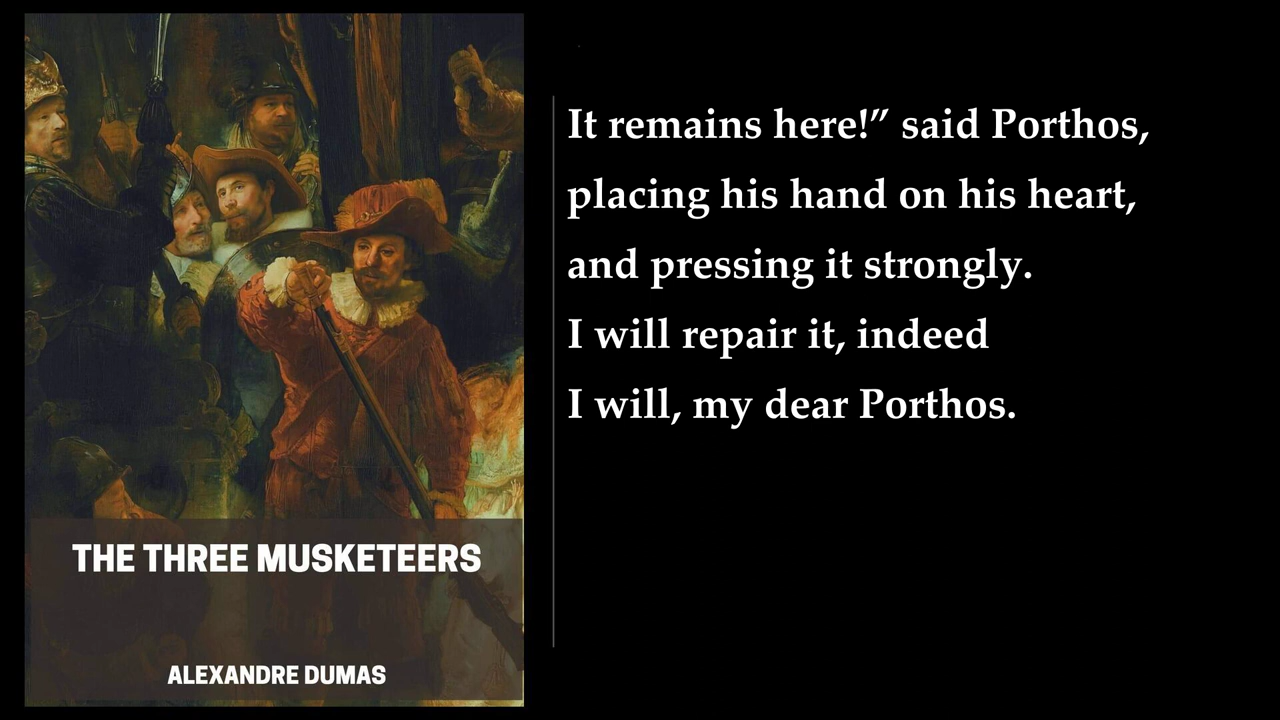 THE THREE MUSKETEERS
ALEXANDRE DUMAS
It remains here!” said Porthos,
placing his hand on his heart,
and pressing it strongly.
I will repair it, indeed
I will, my dear Porthos.